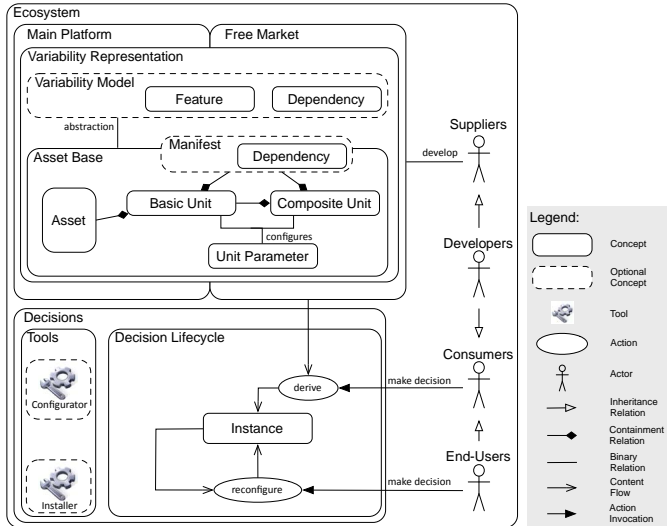 Ecosystem
Main Platform
Free Market
Variability Representation
Variability Model
Feature
Dependency
abstraction
Suppliers
Manifest
Asset Base
Dependency
develop
Asset
Basic Unit
Composite Unit
configures
Unit Parameter
Developers
Legend:
Concept
Optional
Concept
Tool
Action
Actor
Inheritance
Relation
Containment
Relation
Binary
Relation
Content
Flow
Action
Invocation
Decisions
Tools
Decision Lifecycle
Consumers
derive
make decision
Configurator
Instance
End-Users
make decision
reconfigure
Installer